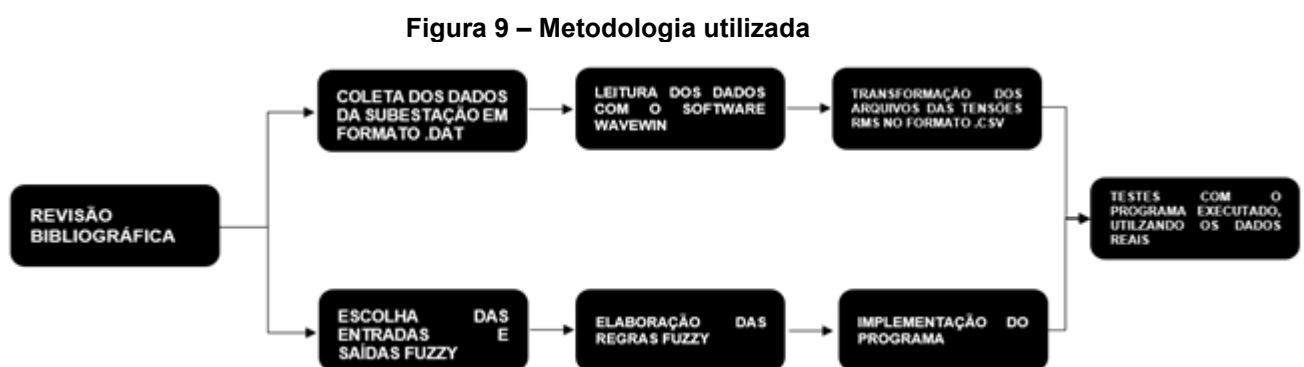 Figura 9 – Metodologia utilizada
REVISÃO
BIBLIOGRÁFICA
COLETA DOS DADOS
DA SUBESTAÇÃO EM
FORMATO .DAT
LEITURA DOS DADOS
COM O SOFTWARE
WAVEWIN
TRANSFORMAÇÃO DOS
ARQUIVOS DAS TENSÕES
RMS NO FORMATO .CSV
ESCOLHA DAS
ENTRADAS E
SAÍDAS FUZZY
ELABORAÇÃO DAS
REGRAS FUZZY
IMPLEMENTAÇÃO DO
PROGRAMA
TESTES COM O
PROGRAMA EXECUTADO,
UTILZANDO OS DADOS
REAIS